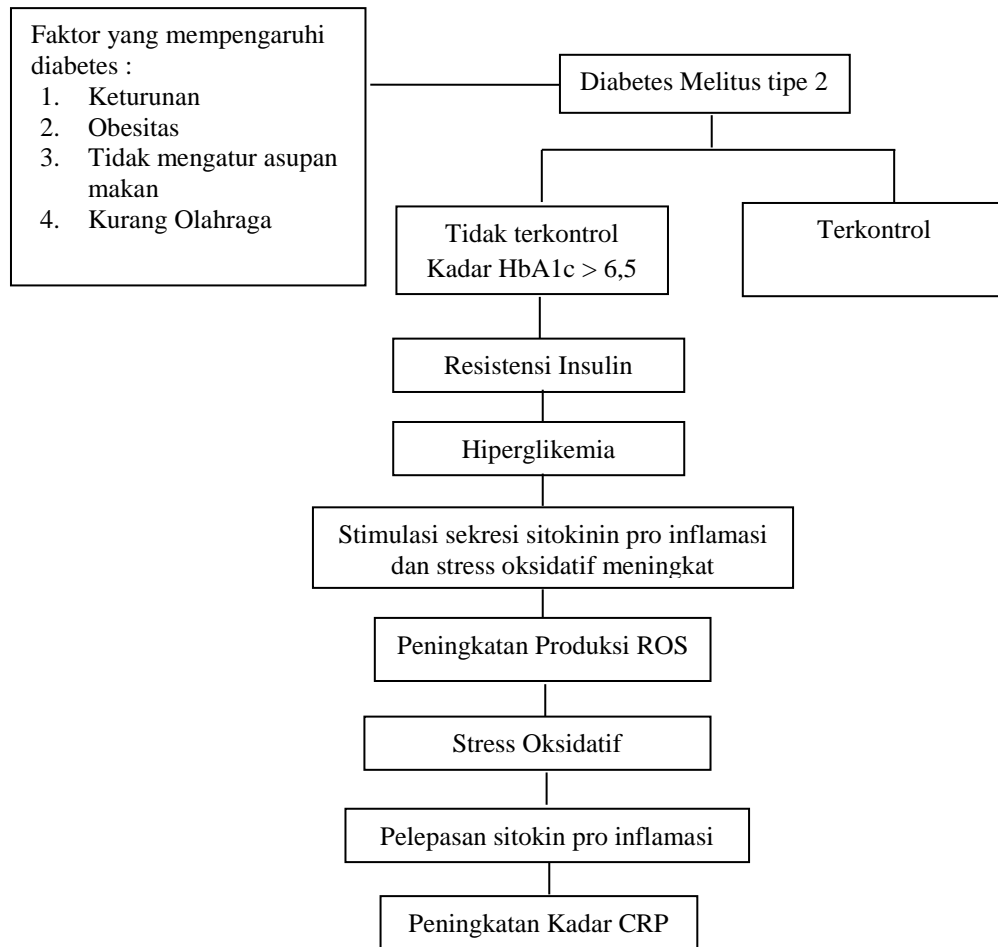 Faktor yang mempengaruhi
diabetes :
1. Keturunan
2. Obesitas
3. Tidak mengatur asupan
makan
4. Kurang Olahraga
Diabetes Melitus tipe 2
Tidak terkontrol
Kadar HbA1c > 6,5
Terkontrol
Resistensi Insulin
Hiperglikemia
Stimulasi sekresi sitokinin pro inflamasi
dan stress oksidatif meningkat
Peningkatan Produksi ROS
Stress Oksidatif
Pelepasan sitokin pro inflamasi
Peningkatan Kadar CRP